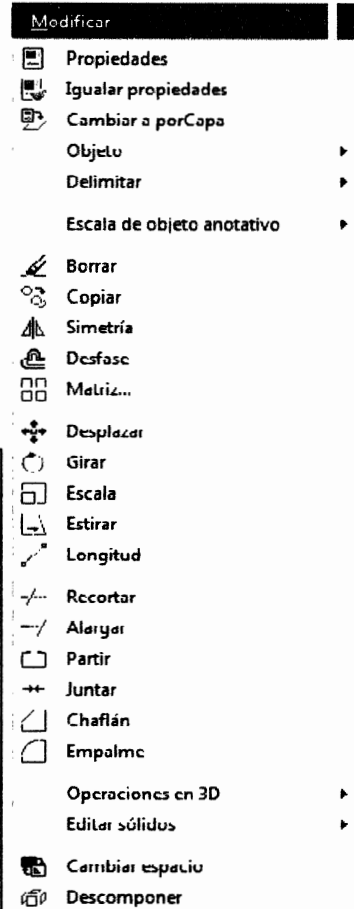 Modificar
Propiedades
Igualar propiedades
Cambiar a porCapa
Objeto
Delimitar
Escala de objeto anotativo
Borrar
Copiar
Simetría
Desfase
Matriz...
Desplazar
Girar
Escala
Estirar
Longitud
Recortar
Alargar
Partir
Juntar
Chaflán
Empalme
Operaciones en 3D
Editar sólidos
Cambiar espacio
Descomponer